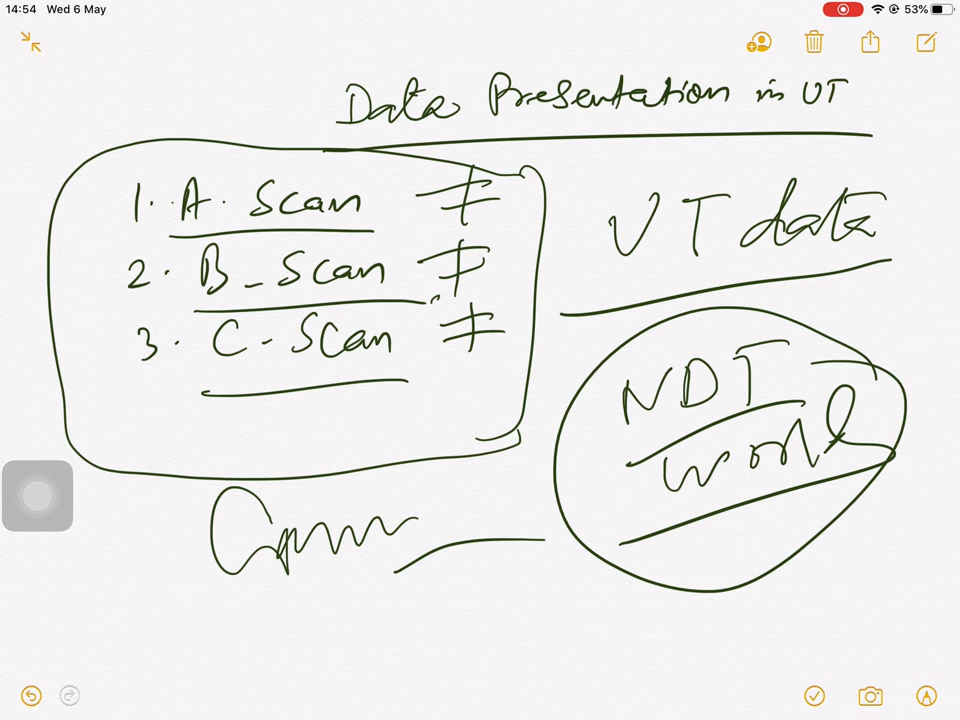 14:54 Wed 6 May 53%
Data Presentation in UT
1. A. Scan
2. B - Scan
3. C - Scan
UT data
NDT
World